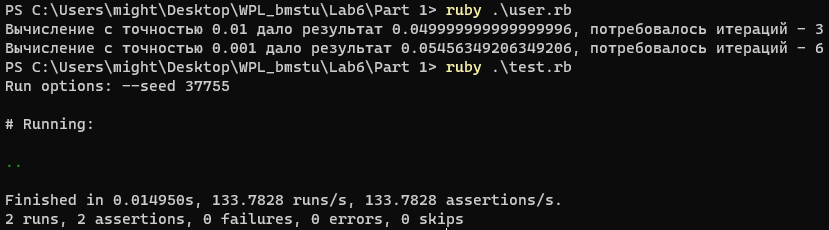 PS C:\Users\might\Desktop\WPL_bmstu\Lab6\Part 1> ruby .\user.rb
Вычисление с точностью 0.01 дало результат 0.049999999999999996, потребовалось итераций - 3
Вычисление с точностью 0.001 дало результат 0.05456349206349206, потребовалось итераций - 6
PS C:\Users\might\Desktop\WPL_bmstu\Lab6\Part 1> ruby .\test.rb
Run options: --seed 37755
# Running:
..
Finished in 0.014950s, 133.7828 runs/s, 133.7828 assertions/s.
2 runs, 2 assertions, 0 failures, 0 errors, 0 skips